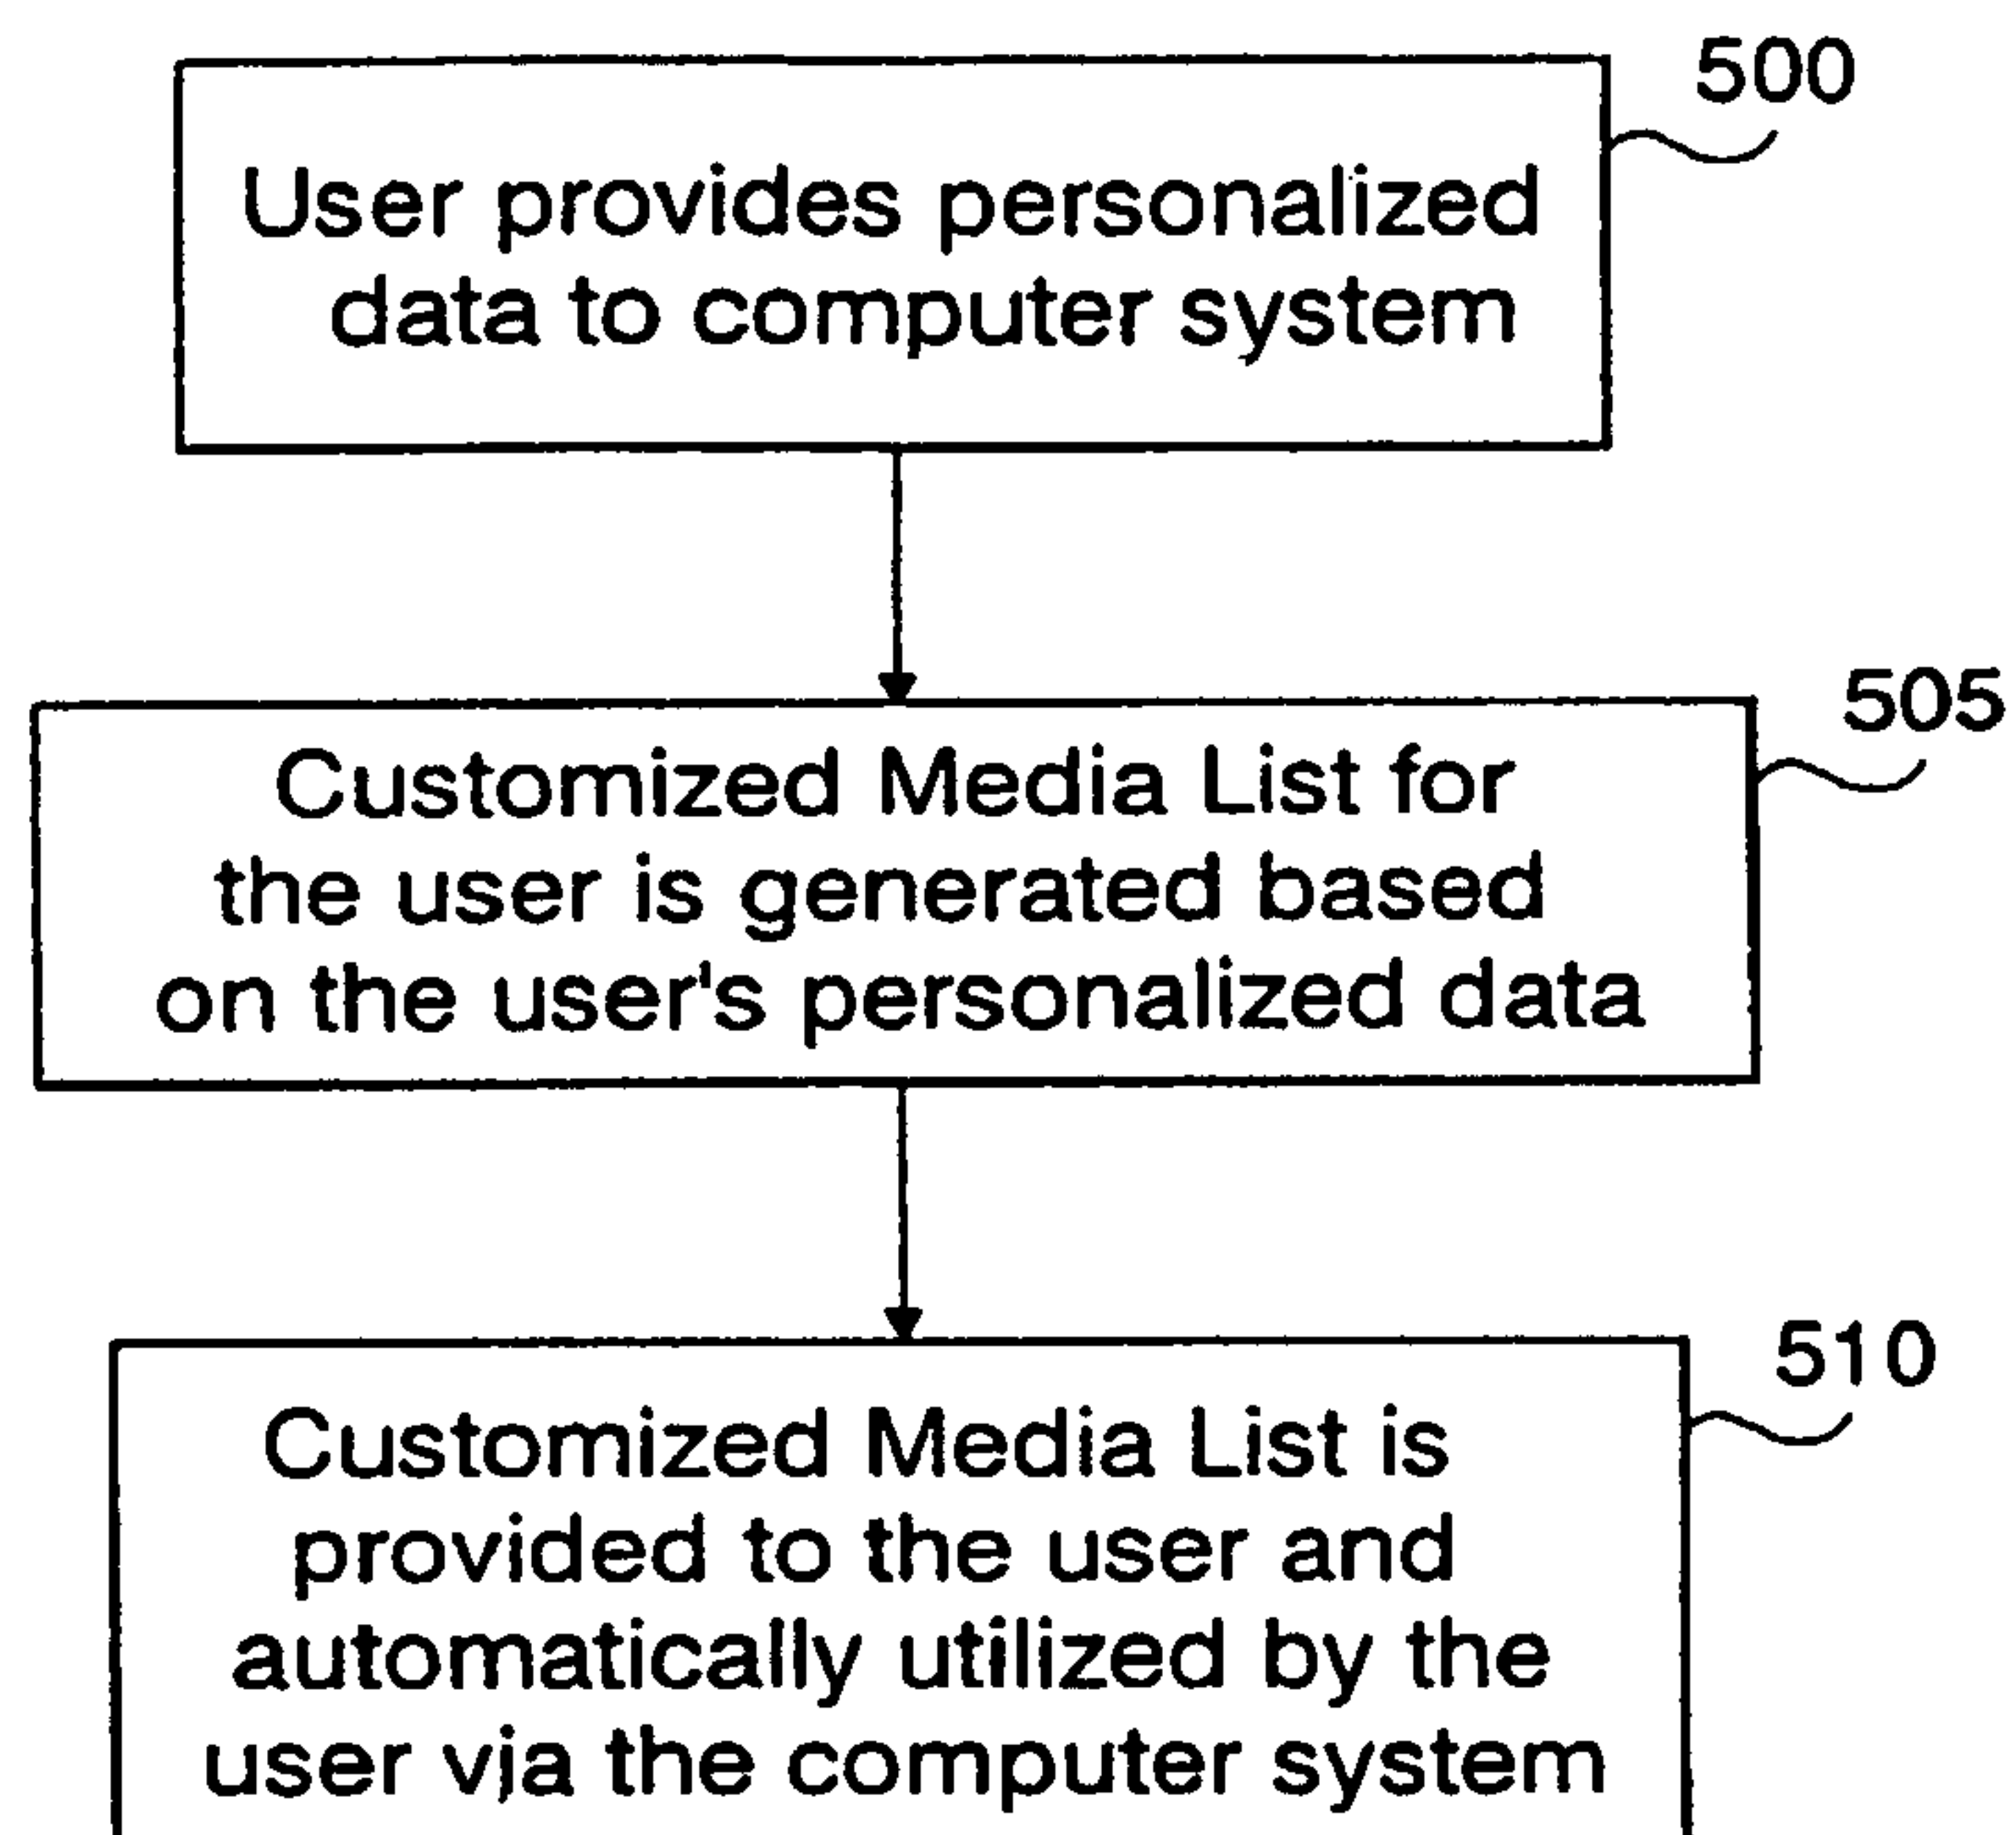 500
User provides personalized
data to computer system
505
Customized Media List for
the user is generated based
on the user's personalized data
510
Customized Media List is
provided to the user and
automatically utilized by the
user vja the computer system